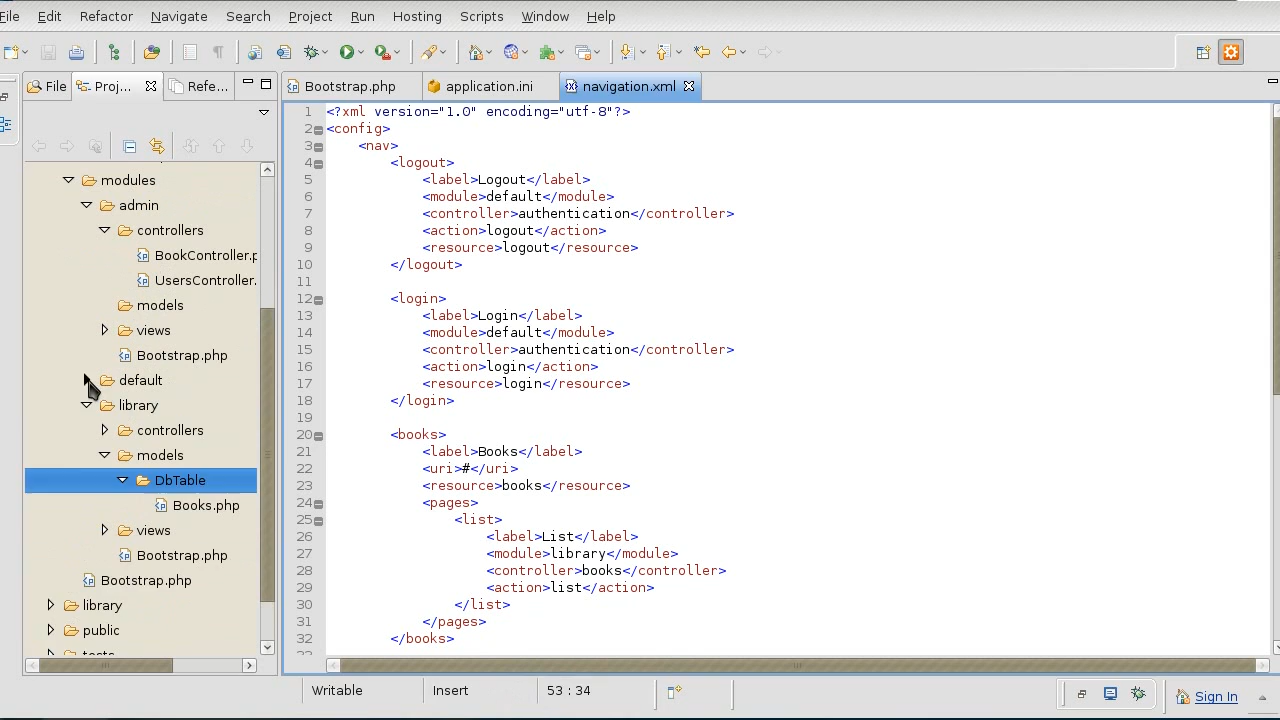 File Edit Refactor Navigate Search Project Run Hosting Scripts Window Help
File Proj... Refe... Bootstrap.php application.ini navigation.xml
modules
admin
controllers
BookController.p
UsersController.
models
views
Bootstrap.php
default
library
controllers
models
DbTable
Books.php
views
Bootstrap.php
Bootstrap.php
library
public
tests
1 <?xml version="1.0" encoding="utf-8"?>
2 <config>
3 <nav>
4 <logout>
5 <label>Logout</label>
6 <module>default</module>
7 <controller>authentication</controller>
8 <action>logout</action>
9 <resource>logout</resource>
10 </logout>
11
12 <login>
13 <label>Login</label>
14 <module>default</module>
15 <controller>authentication</controller>
16 <action>login</action>
17 <resource>login</resource>
18 </login>
19
20 <books>
21 <label>Books</label>
22 <uri>#</uri>
23 <resource>books</resource>
24 <pages>
25 <list>
26 <label>List</label>
27 <module>library</module>
28 <controller>books</controller>
29 <action>list</action>
30 </list>
31 </pages>
32 </books>
Writable Insert 53 : 34 Sign In